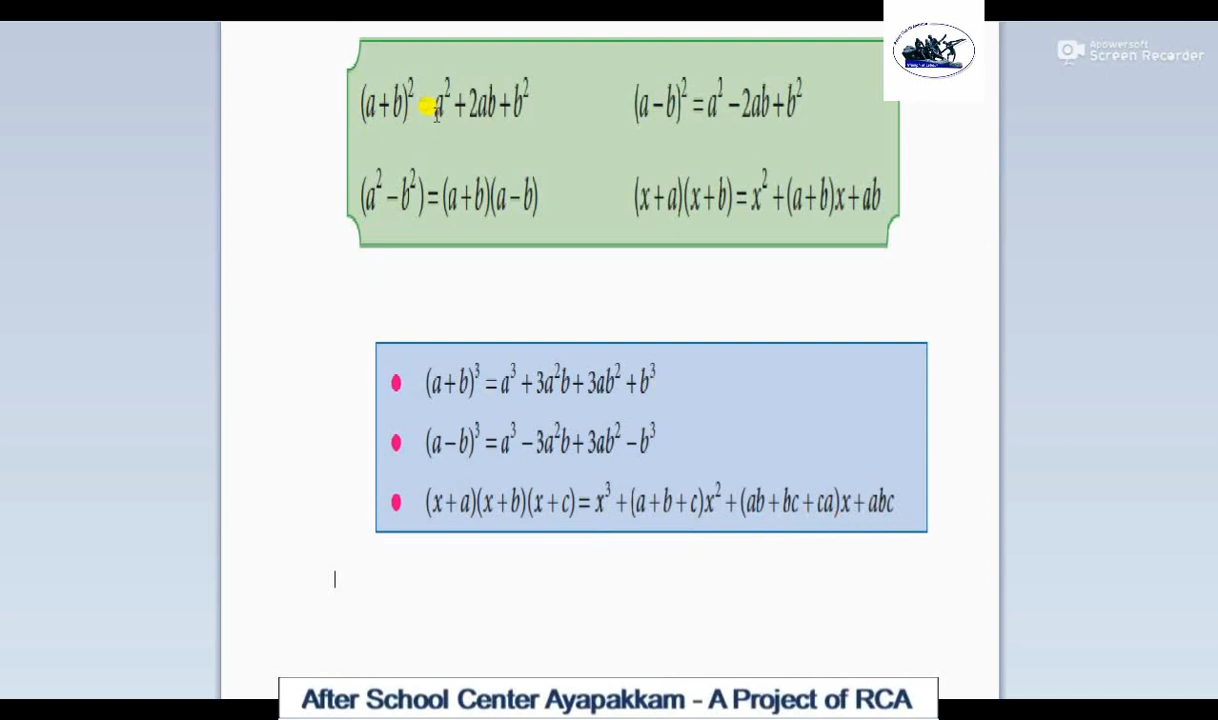 Apowersoft
Screen Recorder
(a+b)² = a² + 2ab + b² (a−b)² = a² − 2ab + b²
(a² − b²) = (a+b)(a−b) (x+a)(x+b) = x² + (a+b)x + ab
• (a+b)³ = a³ + 3a²b + 3ab² + b³
• (a−b)³ = a³ − 3a²b + 3ab² − b³
• (x+a)(x+b)(x+c) = x³ + (a+b+c)x² + (ab+bc+ca)x + abc
After School Center Ayapakkam - A Project of RCA